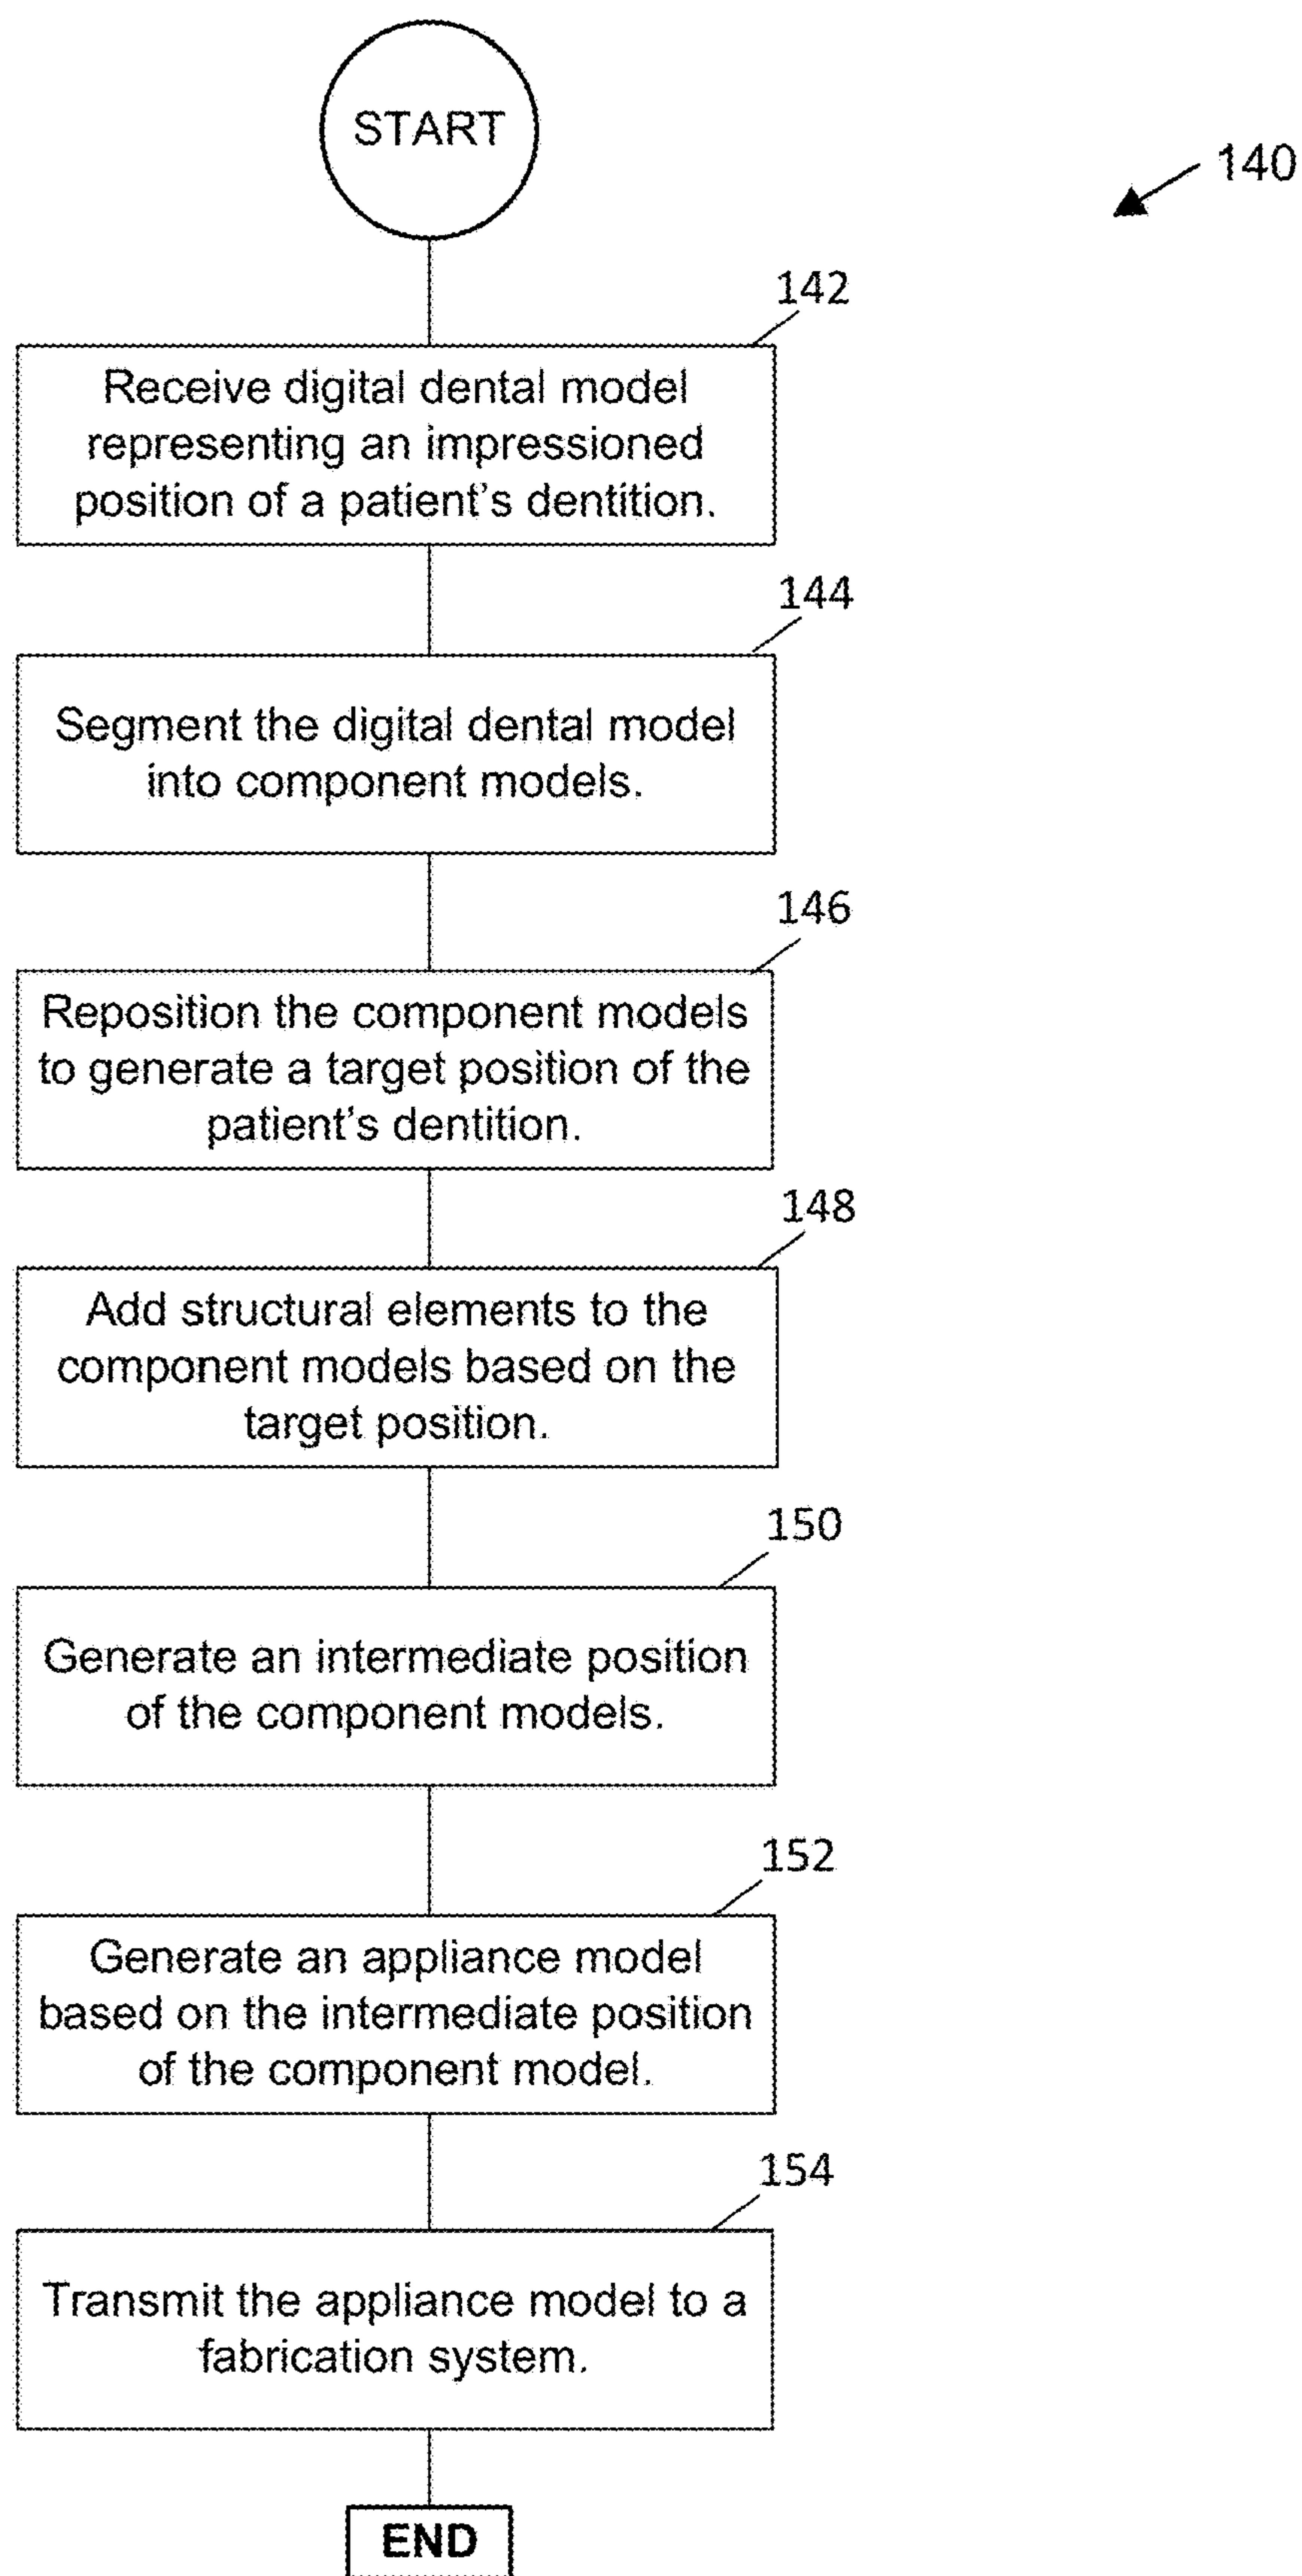 START
140
142
Receive digital dental model
representing an impressioned
position of a patient's dentition.
144
Segment the digital dental model
into component models.
146
Reposition the component models
to generate a target position of the
patient's dentition.
148
Add structural elements to the
component models based on the
target position.
150
Generate an intermediate position
of the component models.
152
Generate an appliance model
based on the intermediate position
of the component model.
154
Transmit the appliance model to a
fabrication system.
END